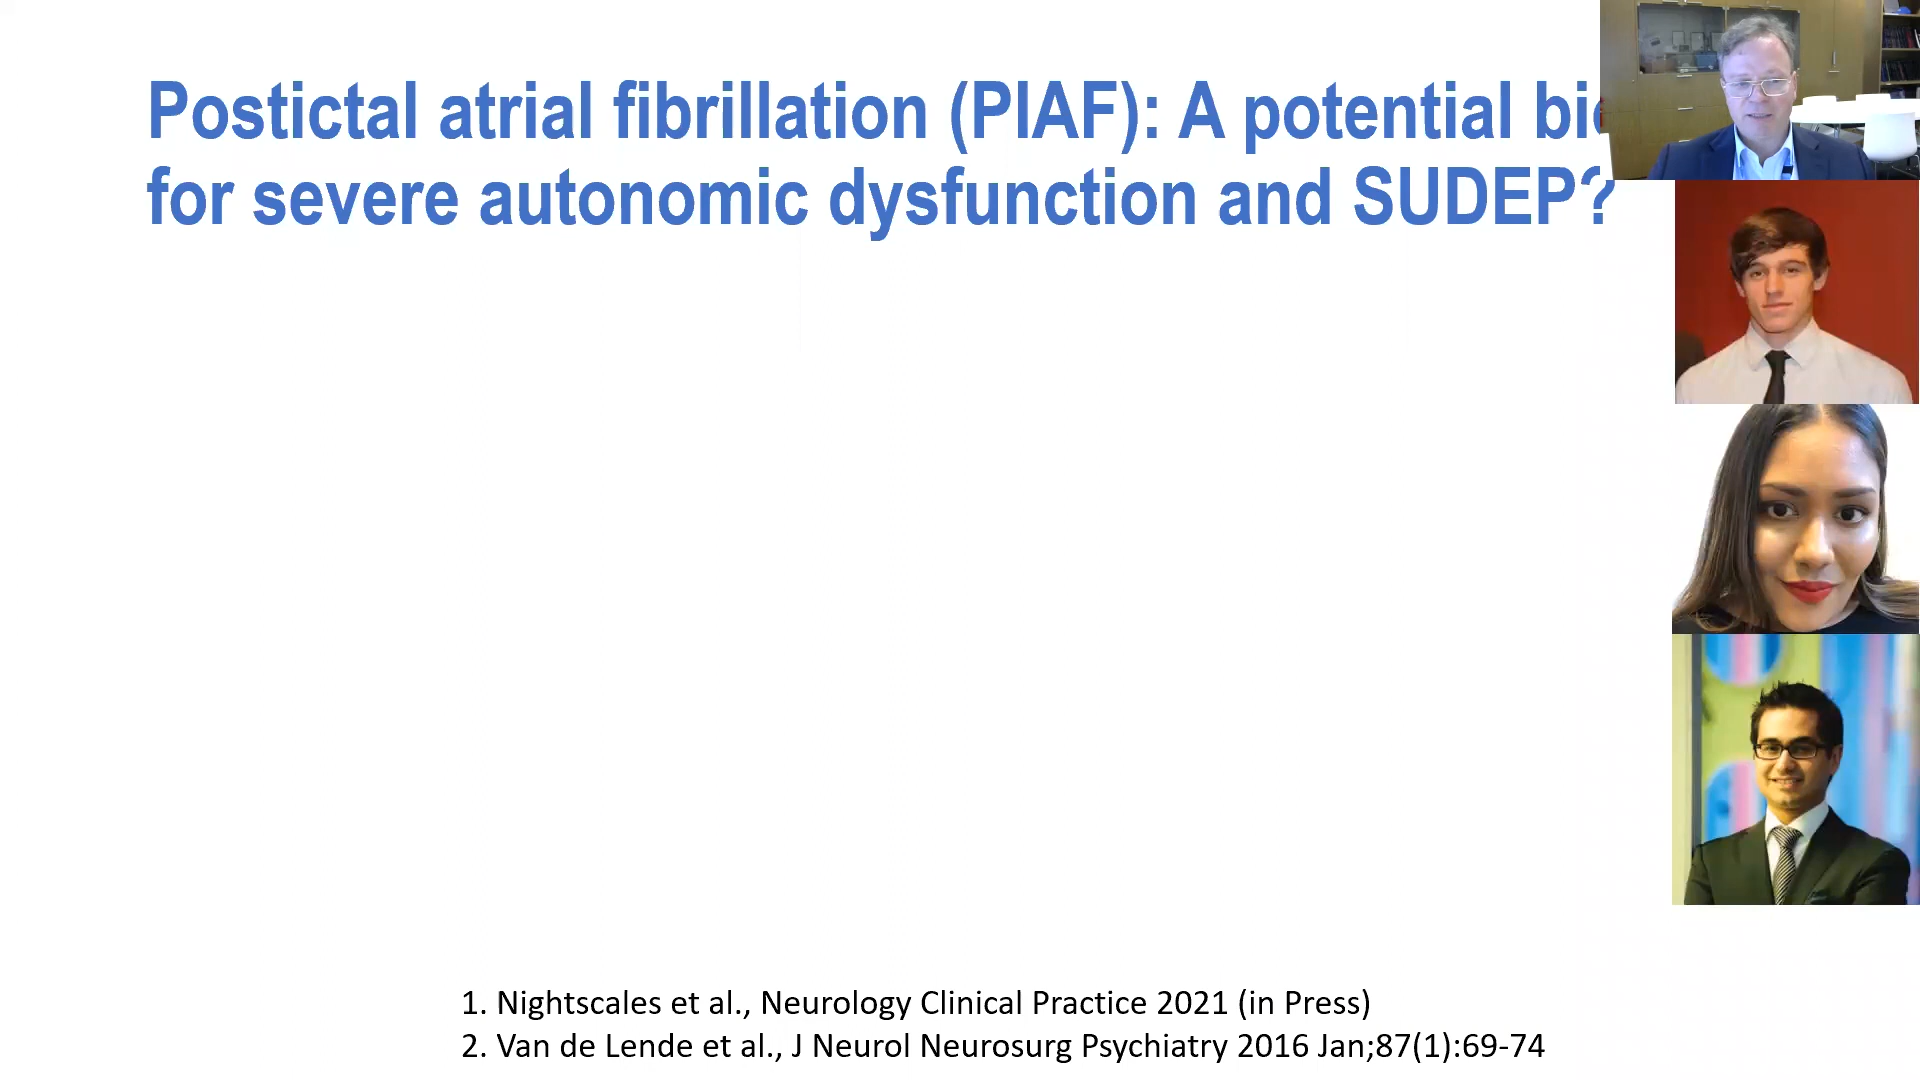 Postictal atrial fibrillation (PIAF): A potential
for severe autonomic dysfunction and SUDEP?
1. Nightscales et al., Neurology Clinical Practice 2021 (in Press)
2. Van de Lende et al., J Neurol Neurosurg Psychiatry 2016 Jan;87(1):69-74